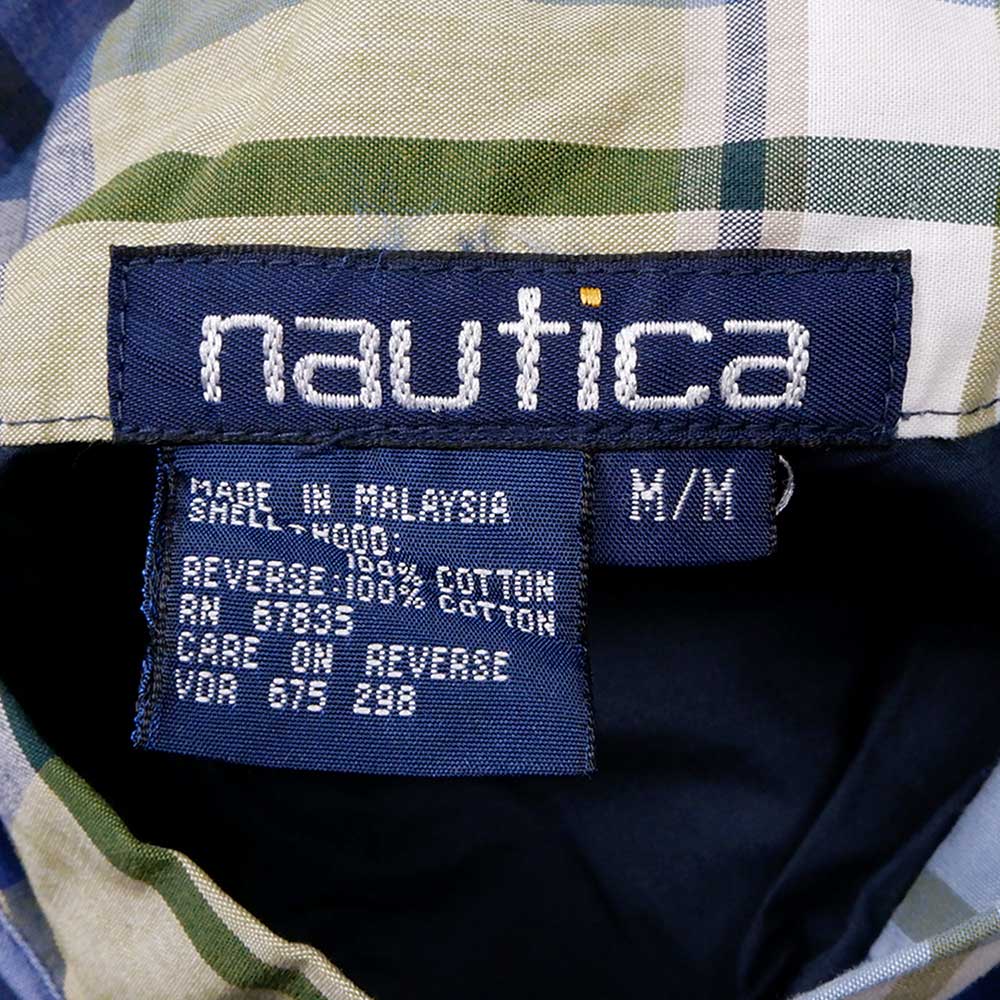 nautica
M/M
MADE IN MALAYSIA
SHELL-HOOD:
100% COTTON
REVERSE:100% COTTON
RN 67835
CARE ON REVERSE
VDR 675 298